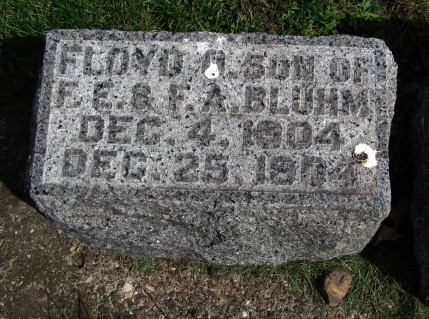 FLOYD O. SON OF
F. E. & F. A. BLUHM
DEC. 4, 1904
DEC. 25, 1904